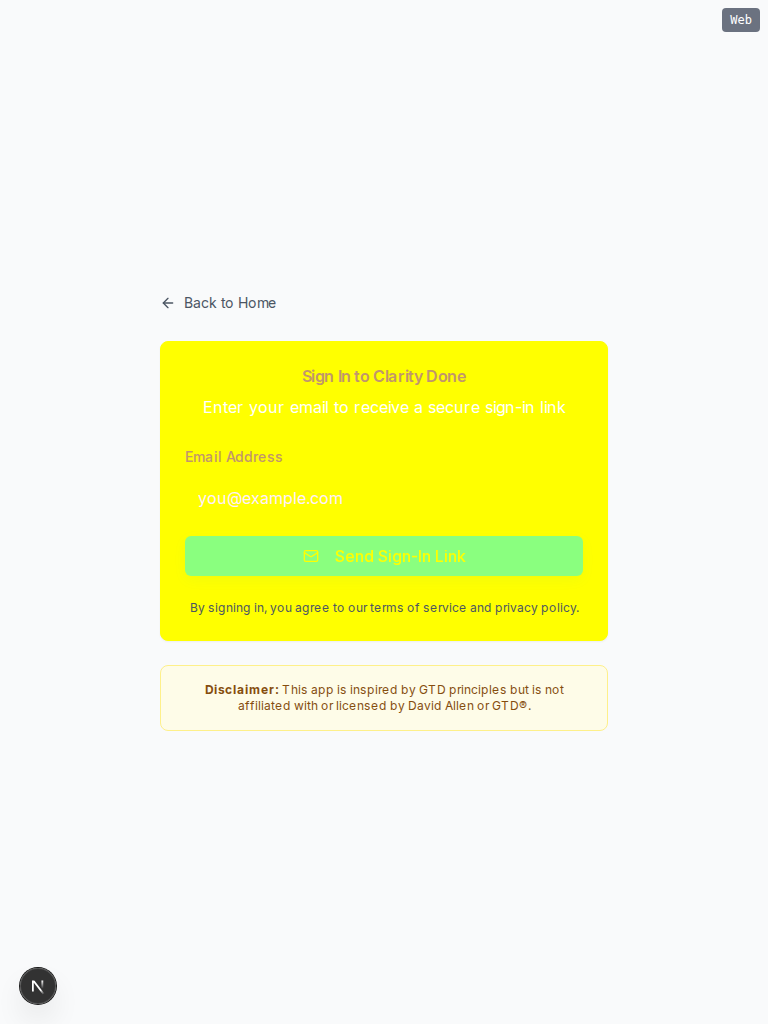 Web
Back to Home
Sign In to Clarity Done
Enter your email to receive a secure sign-in link
Email Address
you@example.com
Send Sign-In Link
By signing in, you agree to our terms of service and privacy policy.
Disclaimer: This app is inspired by GTD principles but is not
affiliated with or licensed by David Allen or GTD®.
N